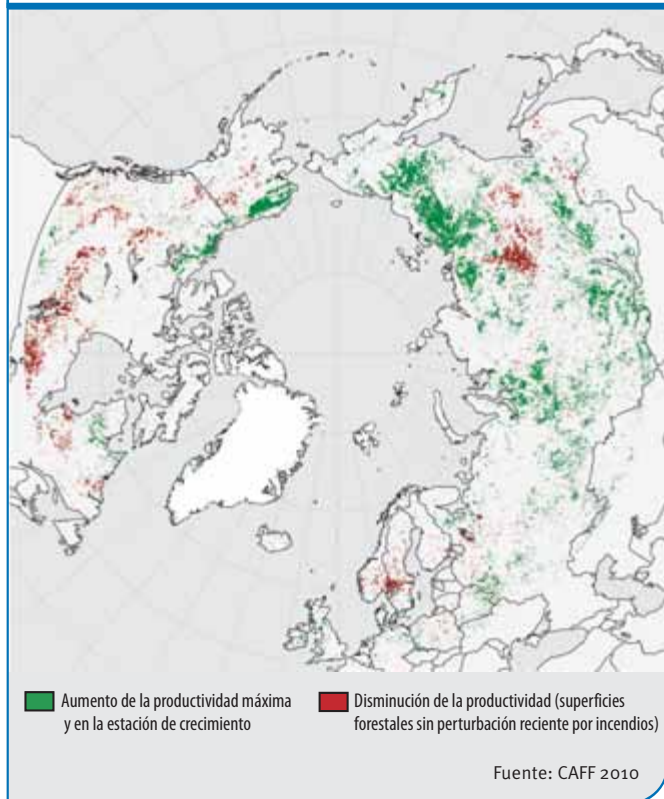 Aumento de la productividad máxima
y en la estación de crecimiento
Disminución de la productividad (superficies
forestales sin perturbación reciente por incendios)
Fuente: CAFF 2010